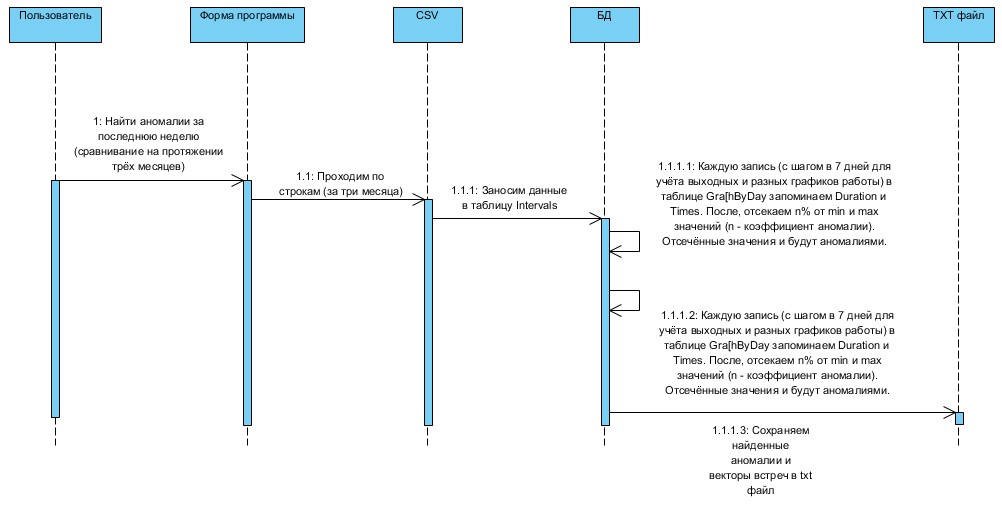 Пользователь
Форма программы
CSV
БД
TXT файл
1: Найти аномалии за
последнюю неделю
(сравнивание на протяжении
трёх месяцев)
1.1: Проходим по
строкам (за три месяца)
1.1.1: Заносим данные
в таблицу Intervals
1.1.1.1: Каждую запись (с шагом в 7 дней для
учёта выходных и разных графиков работы) в
таблице Gra[hByDay запоминаем Duration и
Times. После, отсекаем n% от min и max
значений (n - коэффициент аномалии).
Отсечённые значения и будут аномалиями.
1.1.1.2: Каждую запись (с шагом в 7 дней для
учёта выходных и разных графиков работы) в
таблице Gra[hByDay запоминаем Duration и
Times. После, отсекаем n% от min и max
значений (n - коэффициент аномалии).
Отсечённые значения и будут аномалиями.
1.1.1.3: Сохраняем
найденные
аномалии и
векторы встреч в txt
файл